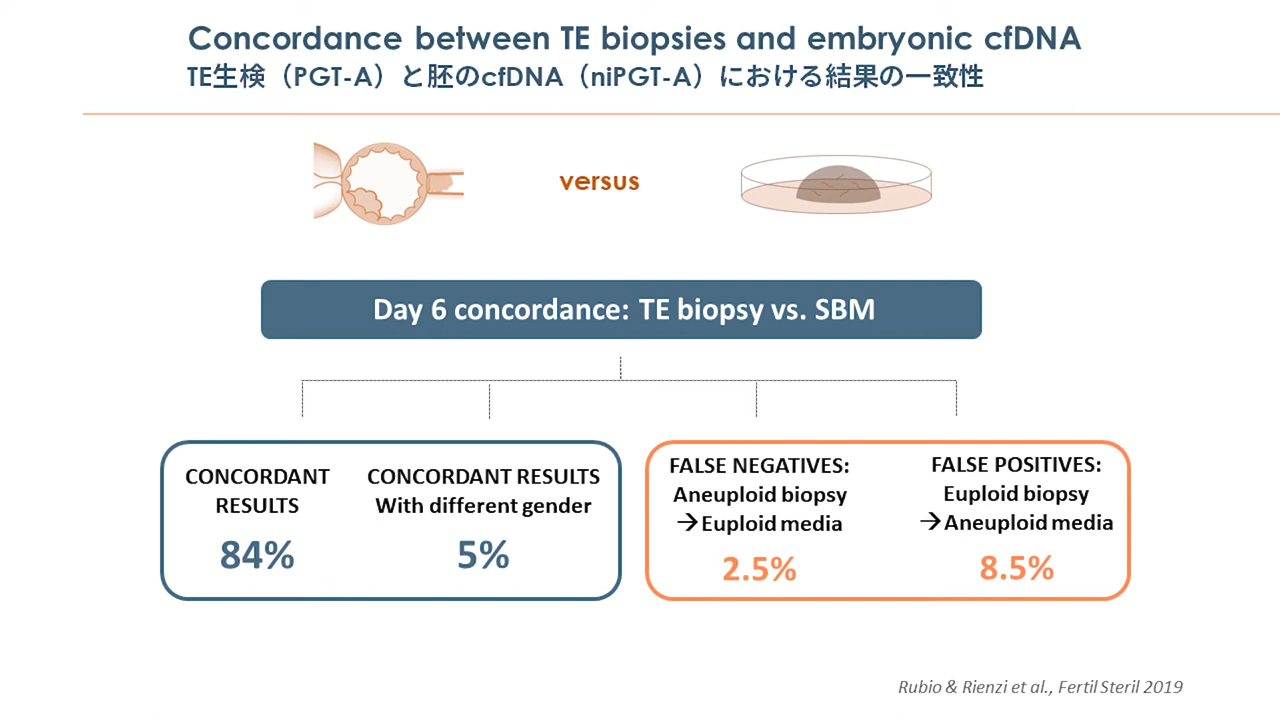 Concordance between TE biopsies and embryonic cfDNA
TE生検（PGT-A）と胚のcfDNA（niPGT-A）における結果の一致性
versus
Day 6 concordance: TE biopsy vs. SBM
CONCORDANT
RESULTS
84%
CONCORDANT RESULTS
With different gender
5%
FALSE NEGATIVES:
Aneuploid biopsy
→Euploid media
2.5%
FALSE POSITIVES:
Euploid biopsy
→Aneuploid media
8.5%
Rubio & Rienzi et al., Fertil Steril 2019